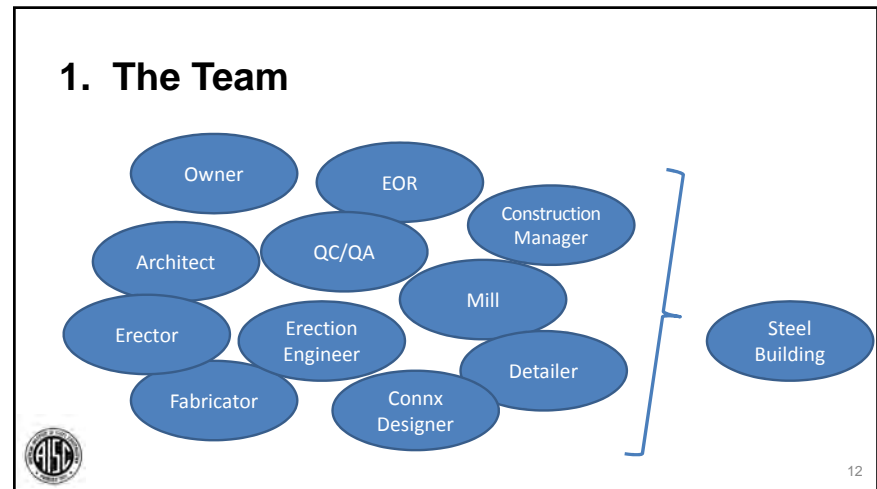 1. The Team
Owner
EOR
Construction
Manager
Architect
QC/QA
Mill
Erector
Erection
Engineer
Steel
Building
Detailer
Fabricator
Connx
Designer
AISC
12